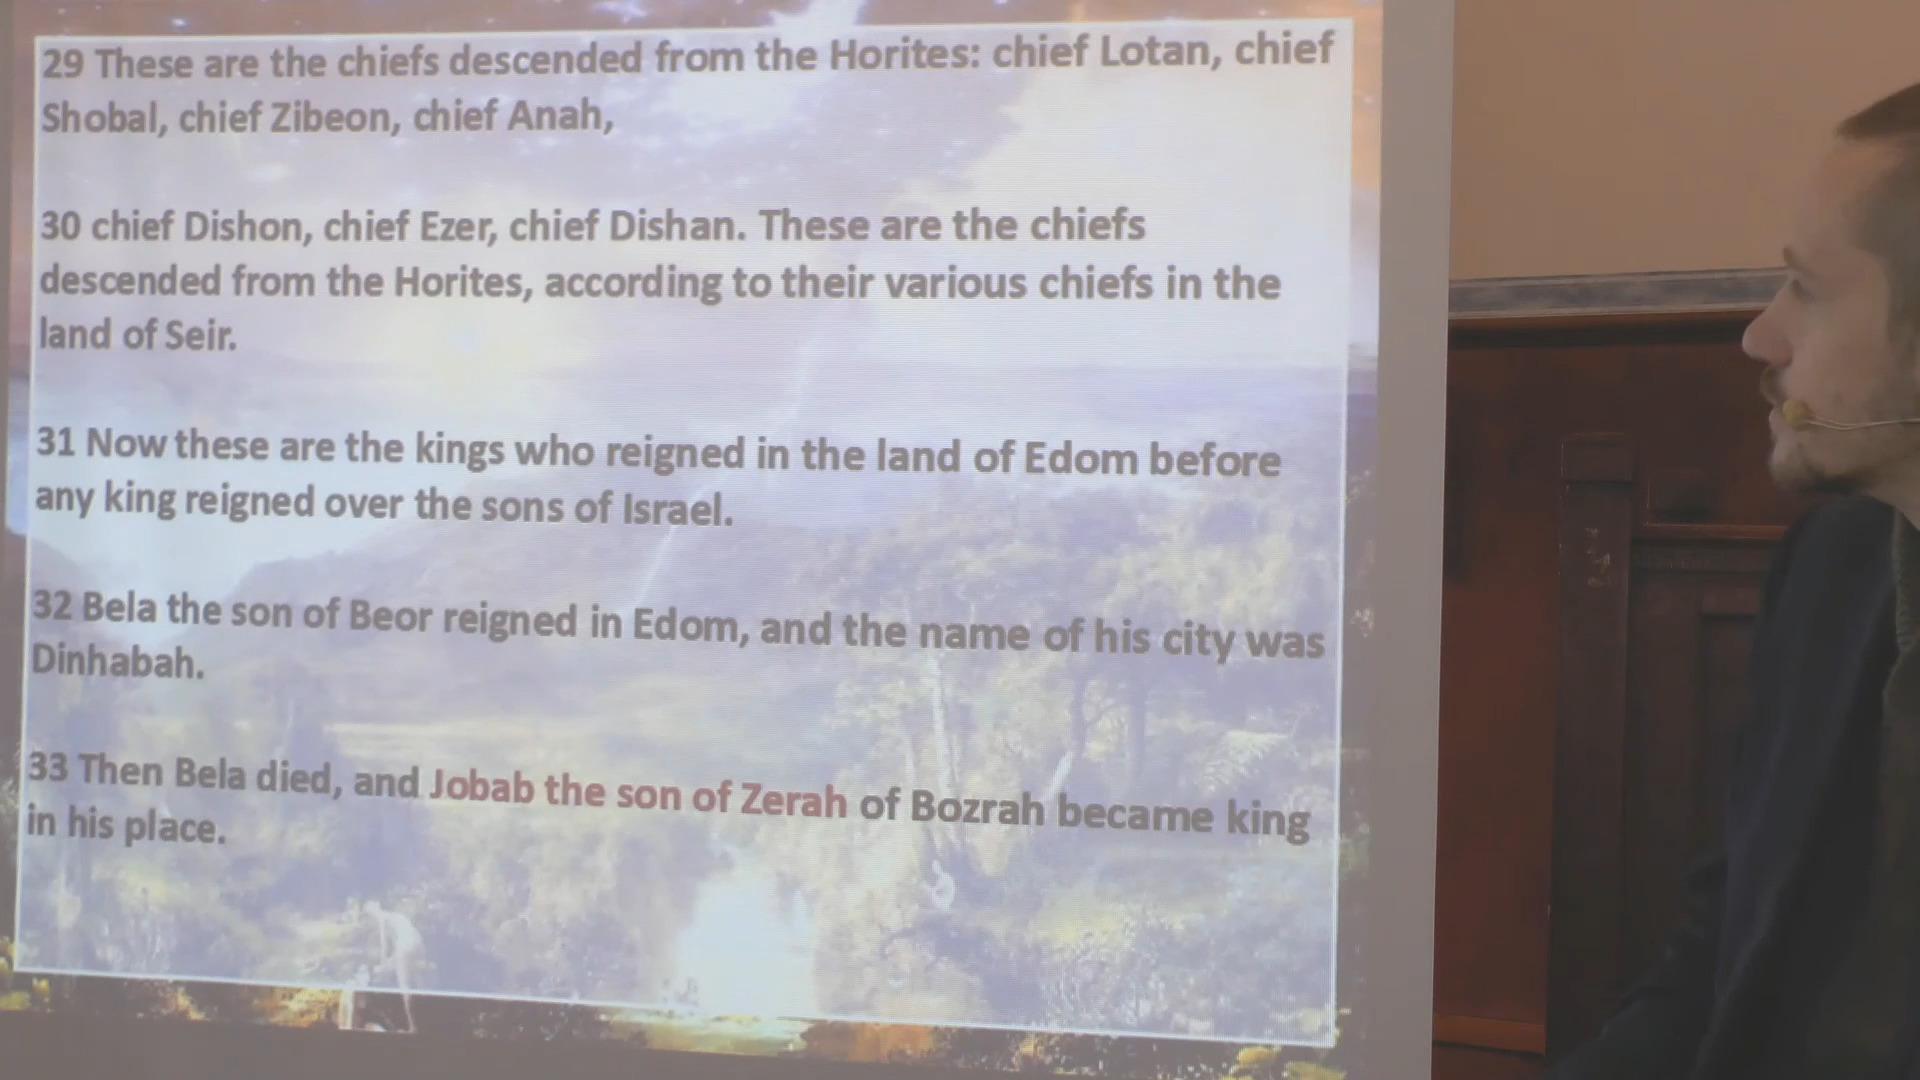 29 These are the chiefs descended from the Horites: chief Lotan, chief
Shobal, chief Zibeon, chief Anah,
30 chief Dishon, chief Ezer, chief Dishan. These are the chiefs
descended from the Horites, according to their various chiefs in the
land of Seir.
31 Now these are the kings who reigned in the land of Edom before
any king reigned over the sons of Israel.
32 Bela the son of Beor reigned in Edom, and the name of his city was
Dinhabah.
33 Then Bela died, and Jobab the son of Zerah of Bozrah became king
in his place.